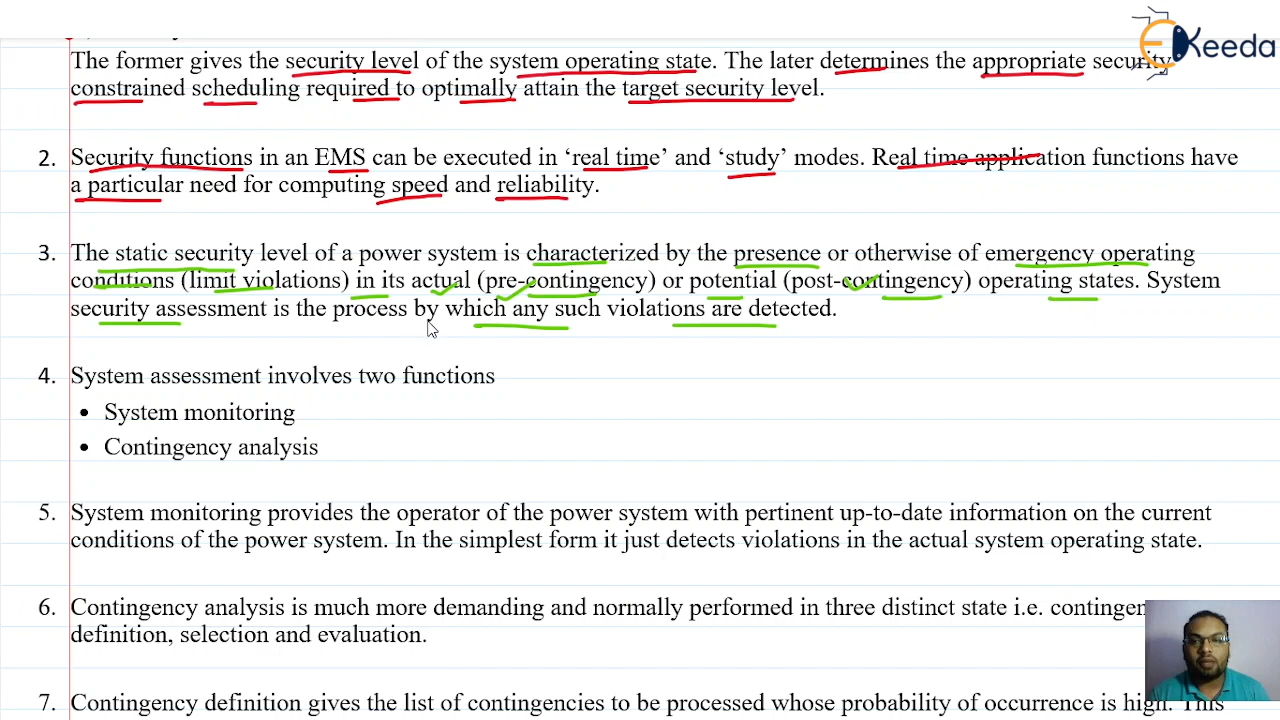 EKeeda
The former gives the security level of the system operating state. The later determines the appropriate security
constrained scheduling required to optimally attain the target security level.
2. Security functions in an EMS can be executed in ‘real time’ and ‘study’ modes. Real time application functions have
a particular need for computing speed and reliability.
3. The static security level of a power system is characterized by the presence or otherwise of emergency operating
conditions (limit violations) in its actual (pre-contingency) or potential (post-contingency) operating states. System
security assessment is the process by which any such violations are detected.
4. System assessment involves two functions
• System monitoring
• Contingency analysis
5. System monitoring provides the operator of the power system with pertinent up-to-date information on the current
conditions of the power system. In the simplest form it just detects violations in the actual system operating state.
6. Contingency analysis is much more demanding and normally performed in three distinct state i.e.
definition, selection and evaluation.
7. Contingency definition gives the list of contingencies to be processed whose probability of occurrence is high. This